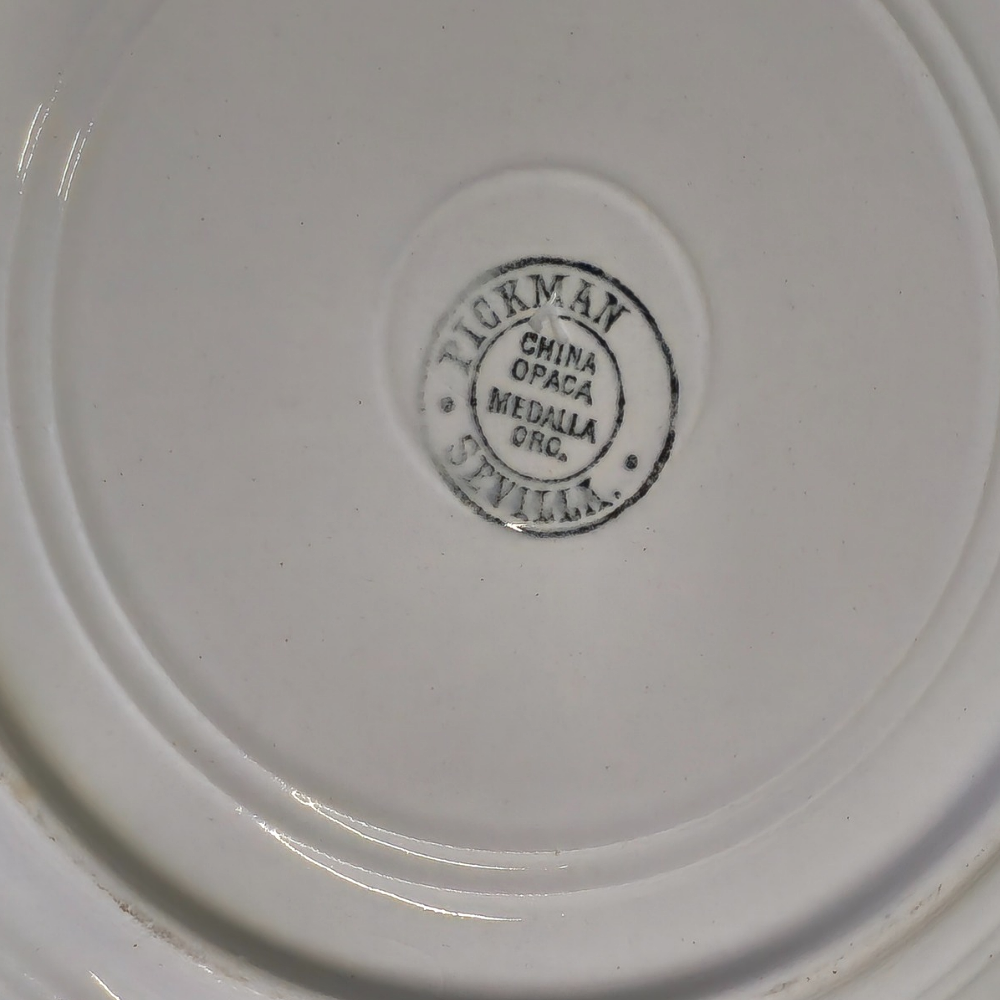 PICKMAN
CHINA
OPACA
MEDALLA
ORO.
SEVILLA.